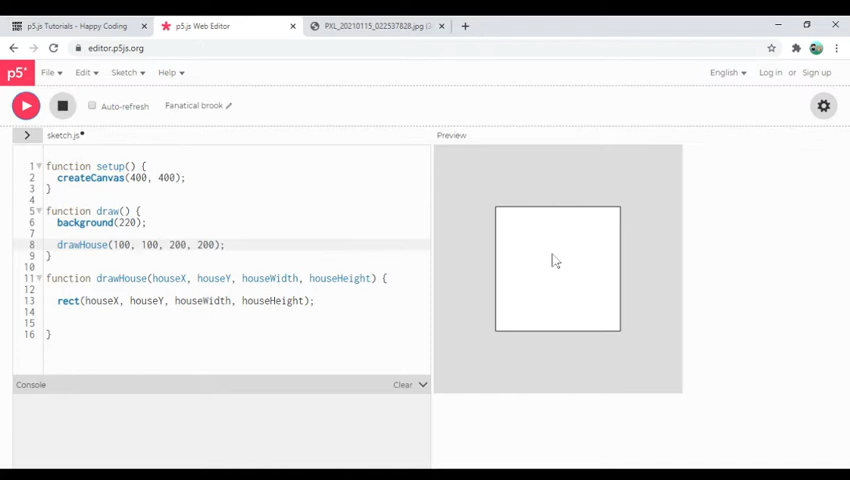 p5.js Tutorials - Happy Coding
p5.js Web Editor
PXL_20210115_022537828.jpg
editor.p5js.org
p5* File Edit Sketch Help English Log in or Sign up
Auto-refresh Fanatical brook
sketch.js Preview
1 function setup() {
2 createCanvas(400, 400);
3 }
4
5 function draw() {
6 background(220);
7
8 drawHouse(100, 100, 200, 200);
9 }
10
11 function drawHouse(houseX, houseY, houseWidth, houseHeight) {
12
13 rect(houseX, houseY, houseWidth, houseHeight);
14
15
16 }
Console Clear